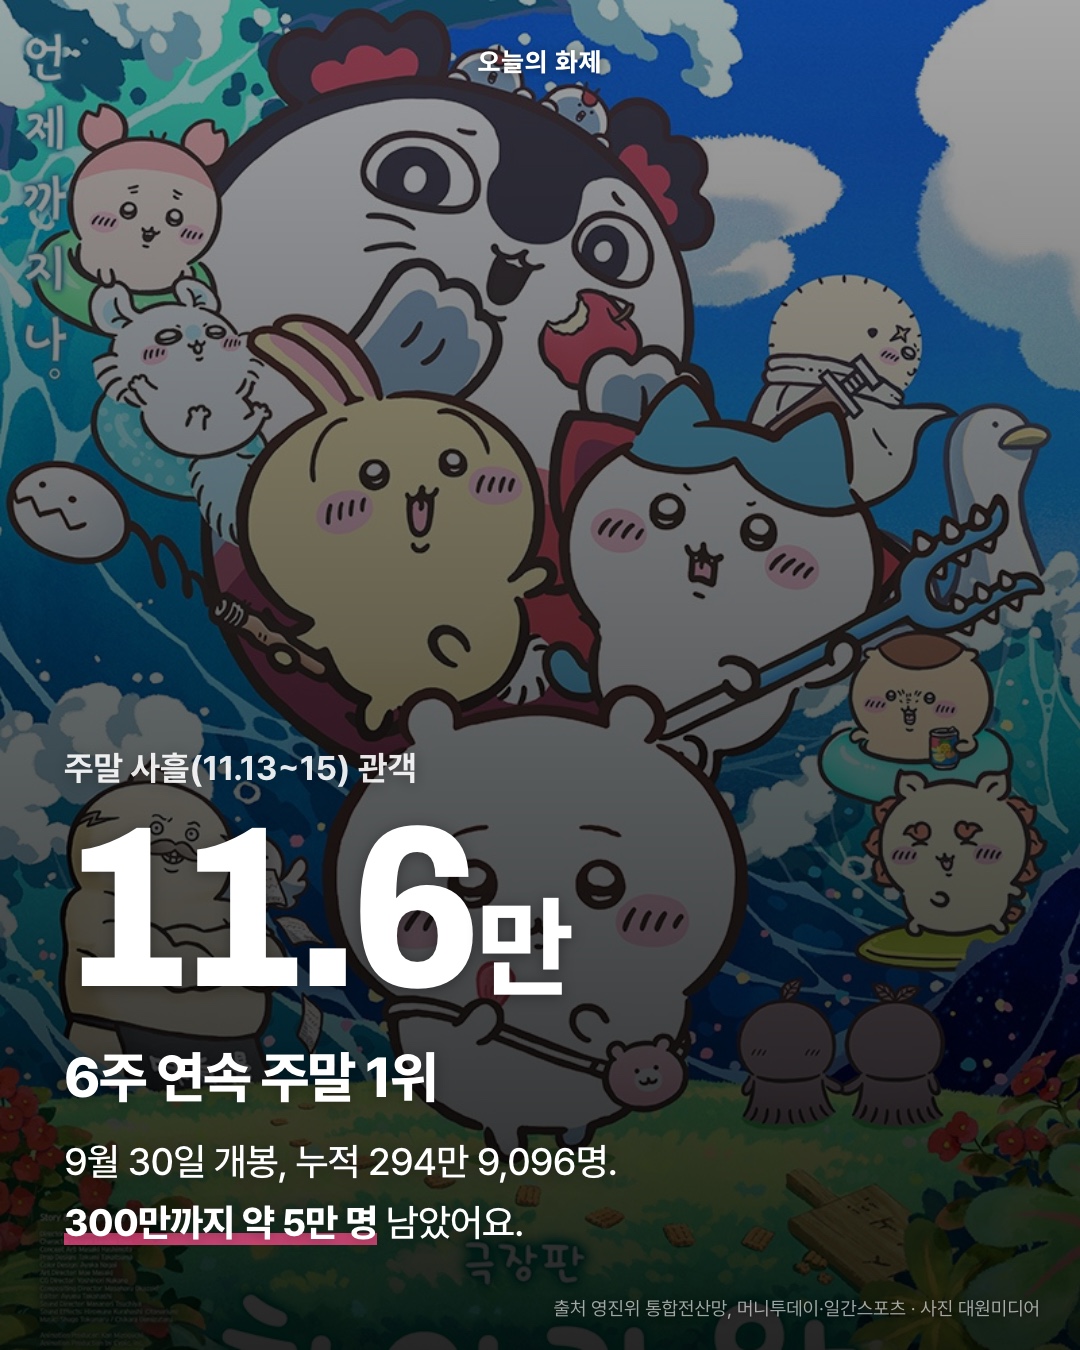 오늘의 화제
언제까지나。
주말 사흘(11.13~15) 관객
11.6만
6주 연속 주말 1위
9월 30일 개봉, 누적 294만 9,096명.
300만까지 약 5만 명 남았어요.
극장판
출처 영진위 통합전산망, 머니투데이·일간스포츠 · 사진 대원미디어